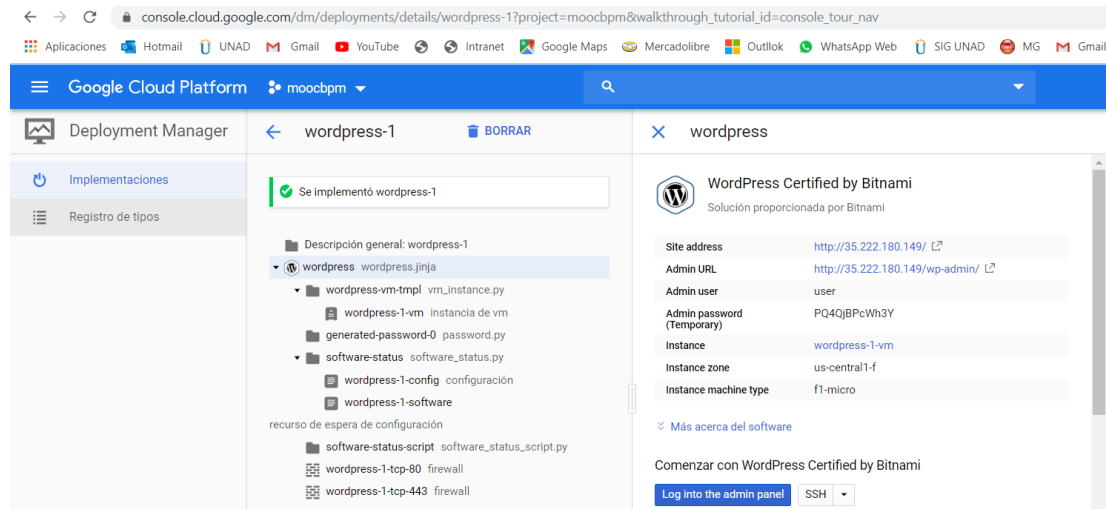 console.cloud.google.com/dm/deployments/details/wordpress-1?project=moocbpm&walkthrough_tutorial_id=console_tour_nav
Aplicaciones Hotmail UNAD Gmail YouTube Intranet Google Maps Mercadolibre Outllok WhatsApp Web SIG UNAD MG Gmail
Google Cloud Platform moocbpm
Deployment Manager
Implementaciones
Registro de tipos
wordpress-1 BORRAR
Se implementó wordpress-1
Descripción general: wordpress-1
wordpress wordpress.jinja
wordpress-vm-tmpl vm_instance.py
wordpress-1-vm instancia de vm
generated-password-0 password.py
software-status software_status.py
wordpress-1-config configuración
wordpress-1-software
recurso de espera de configuración
software-status-script software_status_script.py
wordpress-1-tcp-80 firewall
wordpress-1-tcp-443 firewall
wordpress
WordPress Certified by Bitnami
Solución proporcionada por Bitnami
Site address http://35.222.180.149/
Admin URL http://35.222.180.149/wp-admin/
Admin user user
Admin password (Temporary) PQ4QjBPcWh3Y
Instance wordpress-1-vm
Instance zone us-central1-f
Instance machine type f1-micro
Más acerca del software
Comenzar con WordPress Certified by Bitnami
Log into the admin panel SSH